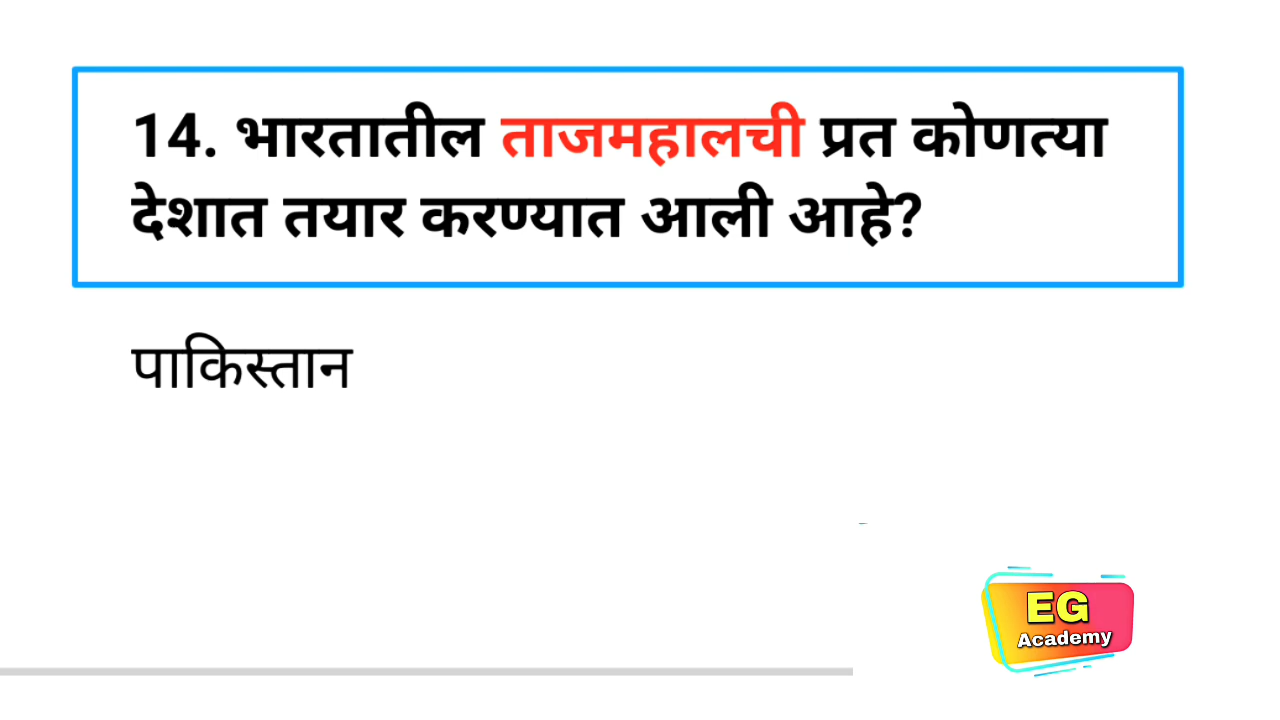 14. भारतातील ताजमहालची प्रत कोणत्या
देशात तयार करण्यात आली आहे?
पाकिस्तान
EG
Academy